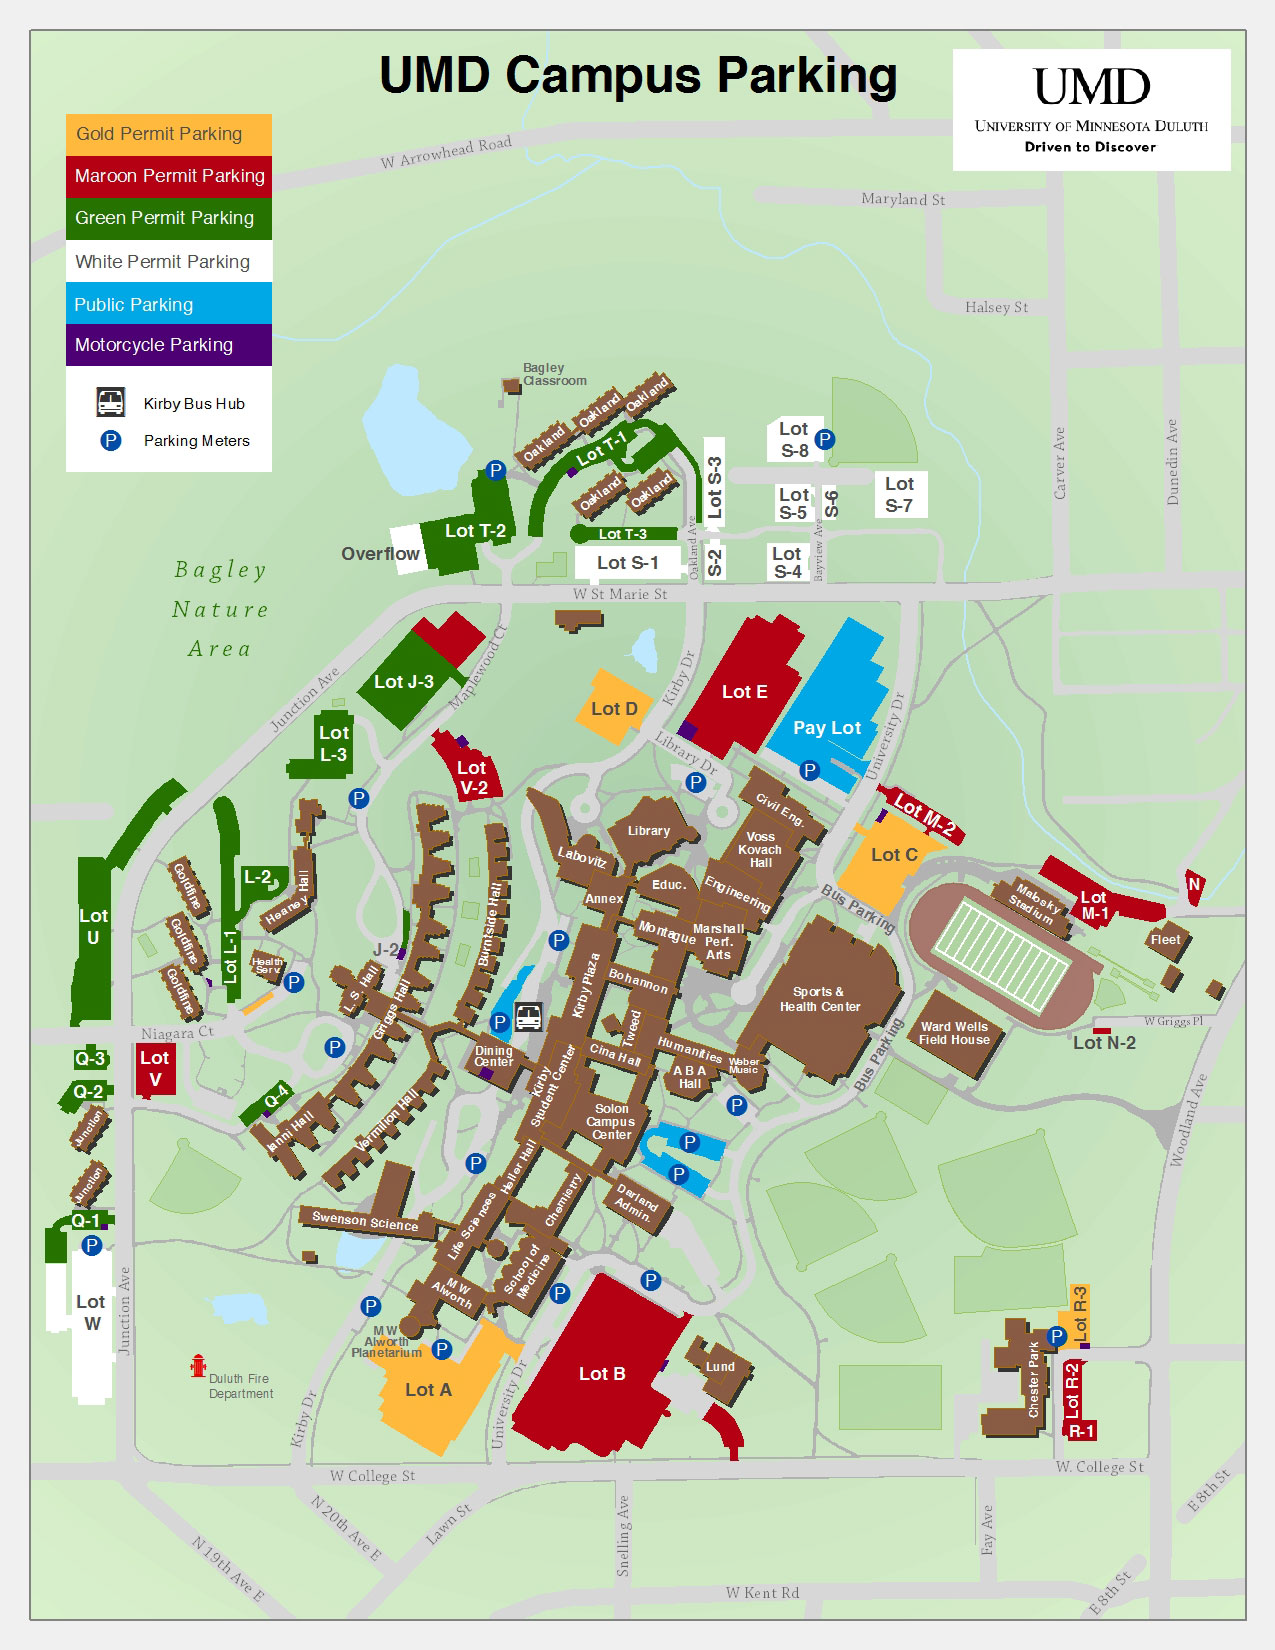 UMD Campus Parking
UMD
UNIVERSITY OF MINNESOTA DULUTH
Driven to Discover
Gold Permit Parking
Maroon Permit Parking
Green Permit Parking
White Permit Parking
Public Parking
Motorcycle Parking
Kirby Bus Hub
P
Parking Meters
W Arrowhead Road
Maryland St
Halsey St
Carver Ave
Dunedin Ave
Bagley
Classroom
Oakland
Oakland
Oakland
Lot T-1
Oakland
Oakland
P
Lot T-2
Overflow
Lot T-3
Lot S-1
Lot S-3
S-2
Oakland Ave
Lot
S-8
P
Lot
S-5
S-6
Lot
S-7
Lot
S-4
Bayview Ave
W St Marie St
Bagley
Nature
Area
Junction Ave
Lot J-3
Maplewood Ct
Lot
L-3
Lot D
Kirby Dr
Lot E
Pay Lot
P
University Dr
Library Dr
P
Lot
V-2
P
Lot M-2
Lot C
Bus Parking
Civil Eng.
Voss
Kovach
Hall
Library
Labovitz
Educ.
Engineering
Annex
Montague
Marshall
Perf.
Arts
Mabosky
Stadium
Lot
M-1
N
Fleet
W Griggs Pl
Lot N-2
Lot
U
Goldfine
Goldfine
Goldfine
L-2
Lot L-1
Heaney Hall
Health
Serv.
P
J-2
L.S. Hall
Griggs Hall
Burntside Hall
P
Kirby Plaza
Bohannon
Tweed
Cina Hall
Humanities
A B A
Hall
Weber
Music
P
Sports &
Health Center
Ward Wells
Field House
Bus Parking
Woodland Ave
Niagara Ct
P
P
Dining
Center
Kirby
Student Center
Solon
Campus
Center
P
P
Q-3
Lot
V
Q-2
Junction
Junction
Q-1
P
Lot
W
Junction Ave
Q-4
Ianni Hall
Vermilion Hall
P
Heller Hall
Chemistry
Darland
Admin.
Swenson Science
Life Sciences
School of
Medicine
M W
Alworth
M W
Alworth
Planetarium
P
P
P
P
Lot A
Lot B
Lund
Duluth Fire
Department
Kirby Dr
University Dr
Chester Park
P
Lot R-3
Lot R-2
R-1
W College St
W. College St
N 19th Ave E
N 20th Ave E
Lawn St
Snelling Ave
W Kent Rd
Fay Ave
E 8th St
E 8th St